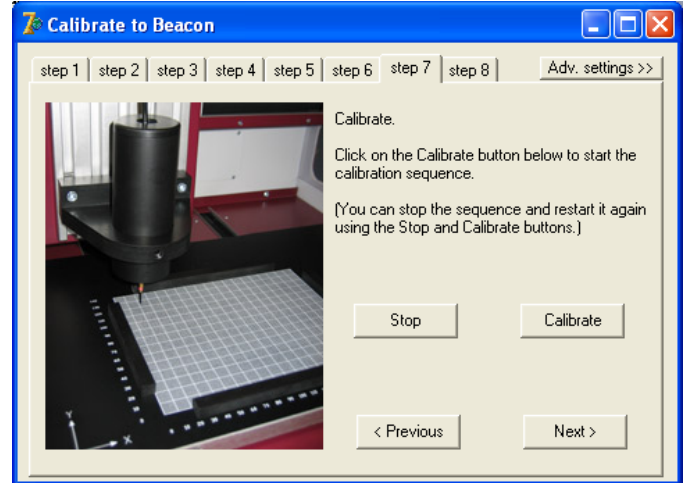 Calibrate to Beacon
step 1
step 2
step 3
step 4
step 5
step 6
step 7
step 8
Adv. settings >>
Calibrate.
Click on the Calibrate button below to start the
calibration sequence.
(You can stop the sequence and restart it again
using the Stop and Calibrate buttons.)
Stop
Calibrate
< Previous
Next >
Y
X